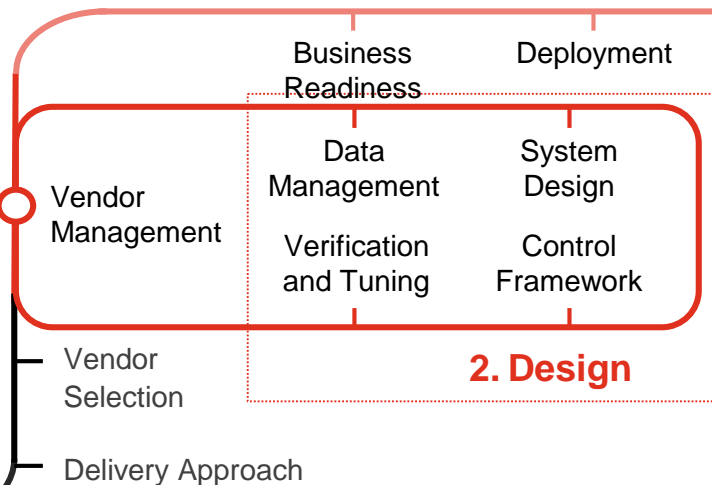 Business
Readiness
Deployment
Data
Management
System
Design
Vendor
Management
Verification
and Tuning
Control
Framework
Vendor
Selection
2. Design
Delivery Approach